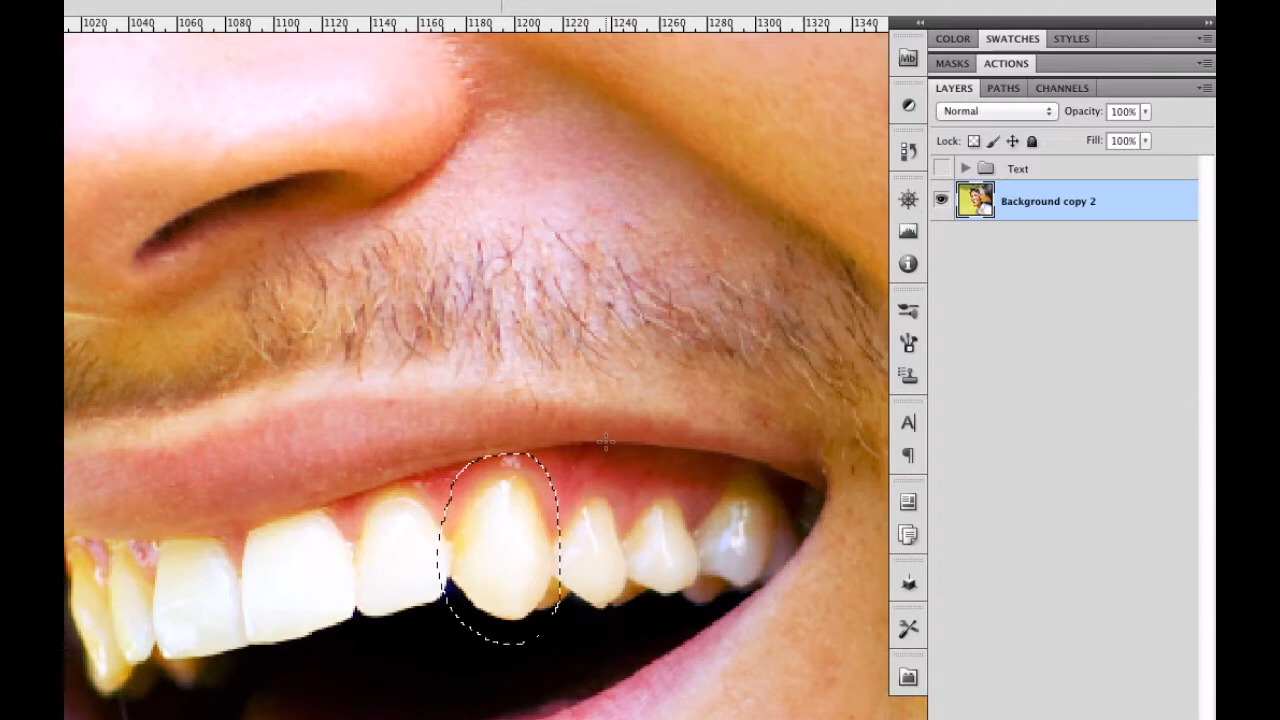 1020 1040 1060 1080 1100 1120 1140 1160 1180 1200 1220 1240 1260 1280 1300 1320 1340
COLOR SWATCHES STYLES
Mb
MASKS ACTIONS
LAYERS PATHS CHANNELS
Normal Opacity: 100%
Lock: Fill: 100%
Text
Background copy 2
A